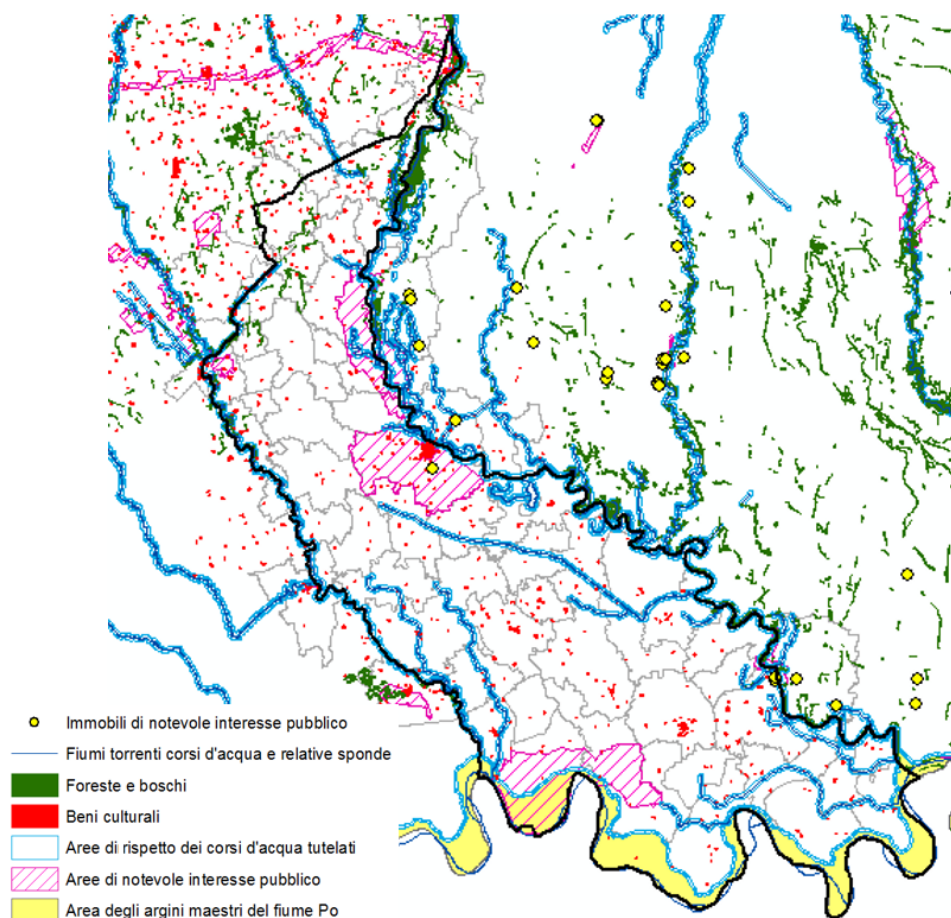 Immobili di notevole interesse pubblico
Fiumi torrenti corsi d'acqua e relative sponde
Foreste e boschi
Beni culturali
Aree di rispetto dei corsi d'acqua tutelati
Aree di notevole interesse pubblico
Area degli argini maestri del fiume Po